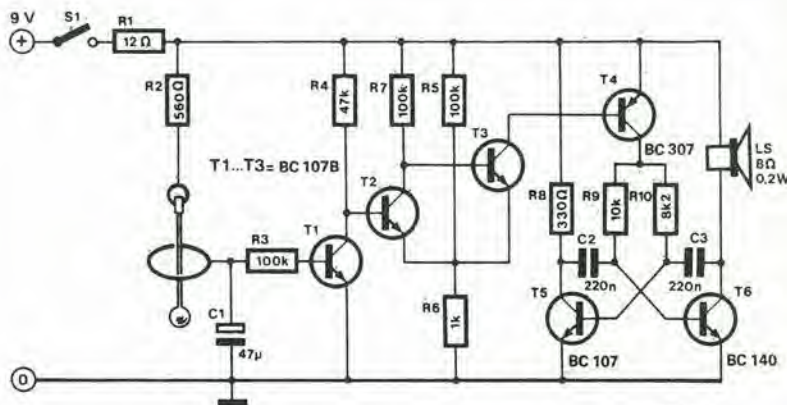 9 V
S1
R1
12 Ω
R2
560 Ω
R4
47k
R7
100k
R5
100k
T4
BC 307
T3
T1...T3 = BC 107B
T2
LS
8 Ω
0,2W
R8
330 Ω
R9
10k
R10
8k2
R3
100k
T1
C2
220n
C3
220n
C1
47µ
R6
1k
T5
BC 107
T6
BC 140
0